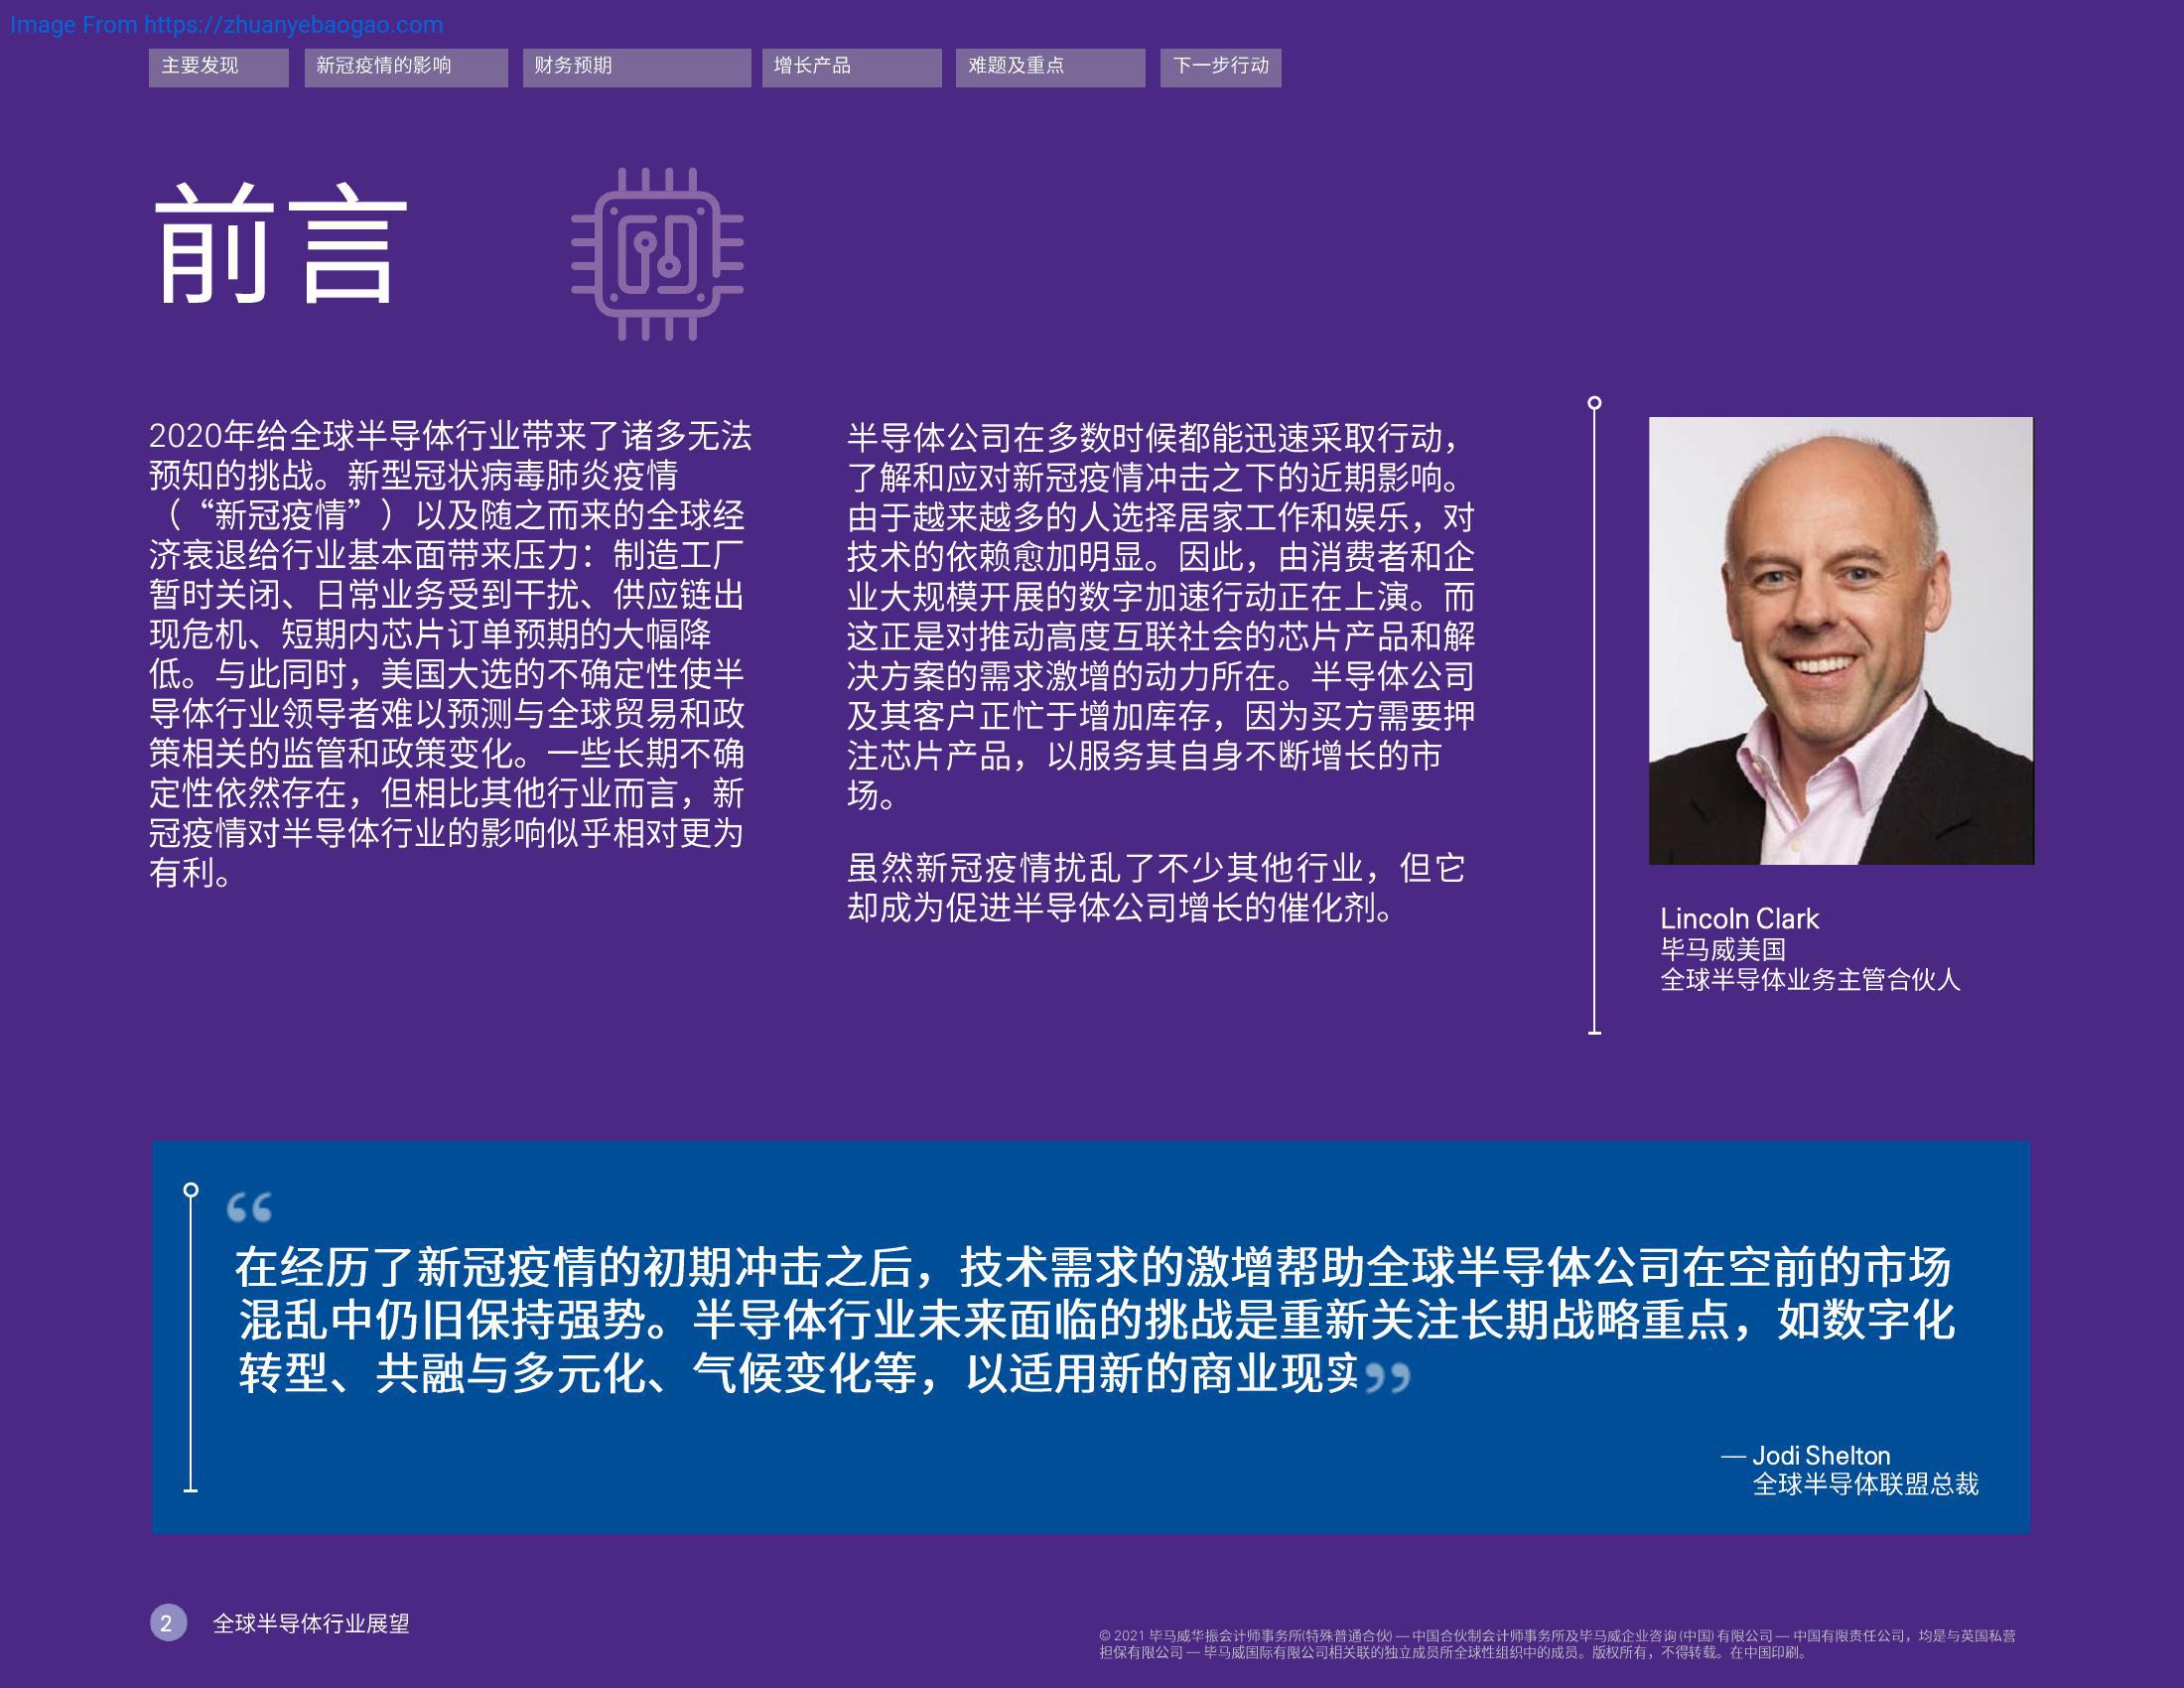 Image From https://zhuanyebaogao.com
主要发现
新冠疫情的影响
财务预期
增长产品
难题及重点
下一步行动
前言
2020年给全球半导体行业带来了诸多无法
预知的挑战。新型冠状病毒肺炎疫情
（“新冠疫情”）以及随之而来的全球经
济衰退给行业基本面带来压力：制造工厂
暂时关闭、日常业务受到干扰、供应链出
现危机、短期内芯片订单预期的大幅降
低。与此同时，美国大选的不确定性使半
导体行业领导者难以预测与全球贸易和政
策相关的监管和政策变化。一些长期不确
定性依然存在，但相比其他行业而言，新
冠疫情对半导体行业的影响似乎相对更为
有利。
半导体公司在多数时候都能迅速采取行动，
了解和应对新冠疫情冲击之下的近期影响。
由于越来越多的人选择居家工作和娱乐，对
技术的依赖愈加明显。因此，由消费者和企
业大规模开展的数字加速行动正在上演。而
这正是对推动高度互联社会的芯片产品和解
决方案的需求激增的动力所在。半导体公司
及其客户正忙于增加库存，因为买方需要押
注芯片产品，以服务其自身不断增长的市
场。
虽然新冠疫情扰乱了不少其他行业，但它
却成为促进半导体公司增长的催化剂。
Lincoln Clark
毕马威美国
全球半导体业务主管合伙人
“
在经历了新冠疫情的初期冲击之后，技术需求的激增帮助全球半导体公司在空前的市场
混乱中仍旧保持强势。半导体行业未来面临的挑战是重新关注长期战略重点，如数字化
转型、共融与多元化、气候变化等，以适用新的商业现实”
— Jodi Shelton
全球半导体联盟总裁
2 全球半导体行业展望
© 2021 毕马威华振会计师事务所(特殊普通合伙) — 中国合伙制会计师事务所及毕马威企业咨询 (中国) 有限公司 — 中国有限责任公司，均是与英国私营
担保有限公司 — 毕马威国际有限公司相关联的独立成员所全球性组织中的成员。版权所有，不得转载。在中国印刷。